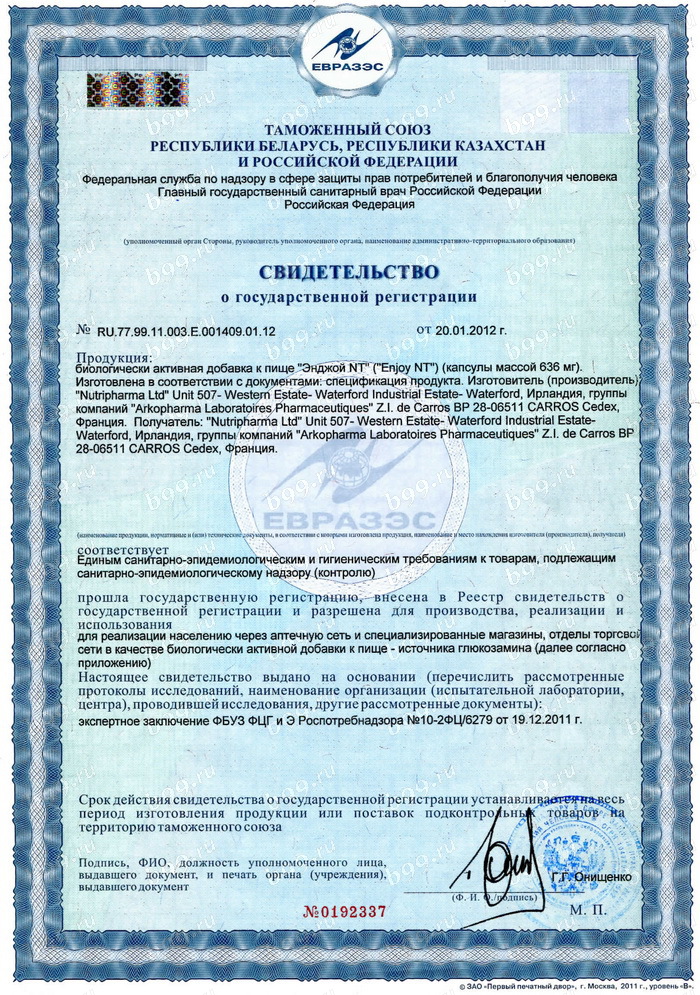 ЕВРАЗЭС
ТАМОЖЕННЫЙ СОЮЗ
РЕСПУБЛИКИ БЕЛАРУСЬ, РЕСПУБЛИКИ КАЗАХСТАН
И РОССИЙСКОЙ ФЕДЕРАЦИИ
Федеральная служба по надзору в сфере защиты прав потребителей и благополучия человека
Главный государственный санитарный врач Российской Федерации
Российская Федерация
(уполномоченный орган Стороны, руководитель уполномоченного органа, наименование административно-территориального образования)
СВИДЕТЕЛЬСТВО
о государственной регистрации
№ RU.77.99.11.003.Е.001409.01.12 от 20.01.2012 г.
Продукция:
биологически активная добавка к пище "Энджой NT" ("Enjoy NT") (капсулы массой 636 мг).
Изготовлена в соответствии с документами: спецификация продукта. Изготовитель (производитель):
"Nutripharma Ltd" Unit 507- Western Estate- Waterford Industrial Estate- Waterford, Ирландия, группы
компаний "Arkopharma Laboratoires Pharmaceutiques" Z.I. de Carros BP 28-06511 CARROS Cedex,
Франция. Получатель: "Nutripharma Ltd" Unit 507- Western Estate- Waterford Industrial Estate-
Waterford, Ирландия, группы компаний "Arkopharma Laboratoires Pharmaceutiques" Z.I. de Carros BP
28-06511 CARROS Cedex, Франция.
ЕВРАЗЭС
(наименование продукции, нормативные и (или) технические документы, в соответствии с которыми изготовлена продукция, наименование и место нахождения изготовителя (производителя), получателя)
соответствует
Единым санитарно-эпидемиологическим и гигиеническим требованиям к товарам, подлежащим
санитарно-эпидемиологическому надзору (контролю)
прошла государственную регистрацию, внесена в Реестр свидетельств о
государственной регистрации и разрешена для производства, реализации и
использования
для реализации населению через аптечную сеть и специализированные магазины, отделы торговой
сети в качестве биологически активной добавки к пище - источника глюкозамина (далее согласно
приложению)
Настоящее свидетельство выдано на основании (перечислить рассмотренные
протоколы исследований, наименование организации (испытательной лаборатории,
центра), проводившей исследования, другие рассмотренные документы):
экспертное заключение ФБУЗ ФЦГ и Э Роспотребнадзора №10-2ФЦ/6279 от 19.12.2011 г.
Срок действия свидетельства о государственной регистрации устанавливается на весь
период изготовления продукции или поставок подконтрольных товаров на
территорию таможенного союза
Подпись, ФИО, должность уполномоченного лица,
выдавшего документ, и печать органа (учреждения),
выдавшего документ
Г.Г. Онищенко
(Ф. И. О./подпись)
№0192337
М. П.
© ЗАО «Первый печатный двор», г. Москва, 2011 г., уровень «В».
b99.ru